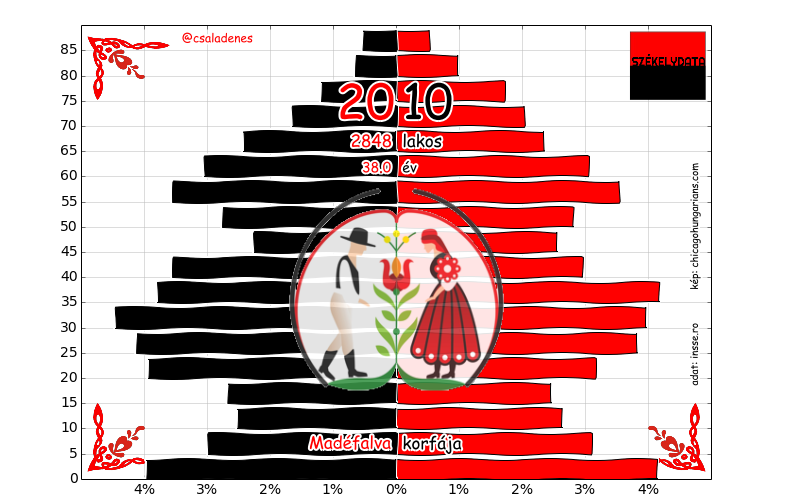 @csaladenes
SZÉKELYDATA
2010
2848 lakos
38.0 év
kép: chicagohungarians.com
adat: insse.ro
Madéfalva korfája
85
80
75
70
65
60
55
50
45
40
35
30
25
20
15
10
5
0
4% 3% 2% 1% 0% 1% 2% 3% 4%